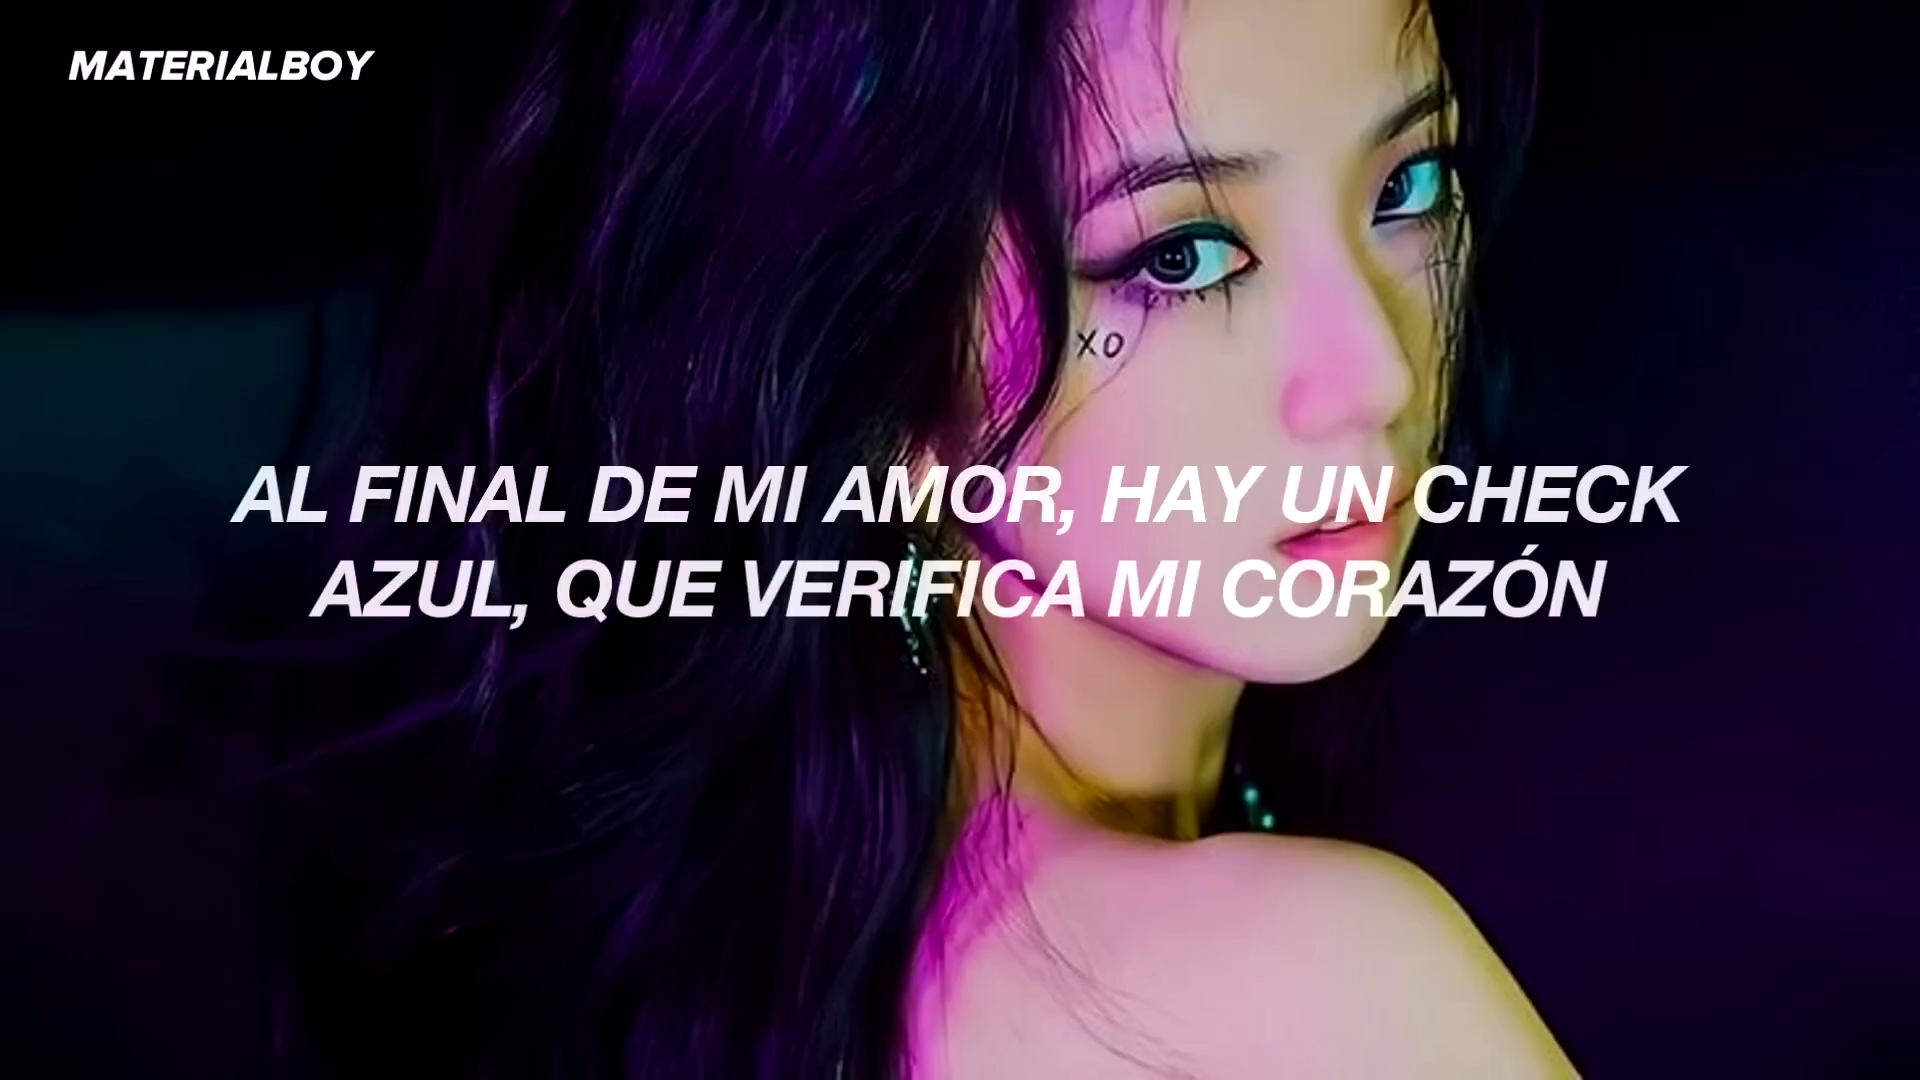 MATERIALBOY
XO
AL FINAL DE MI AMOR, HAY UN CHECK
AZUL, QUE VERIFICA MI CORAZÓN